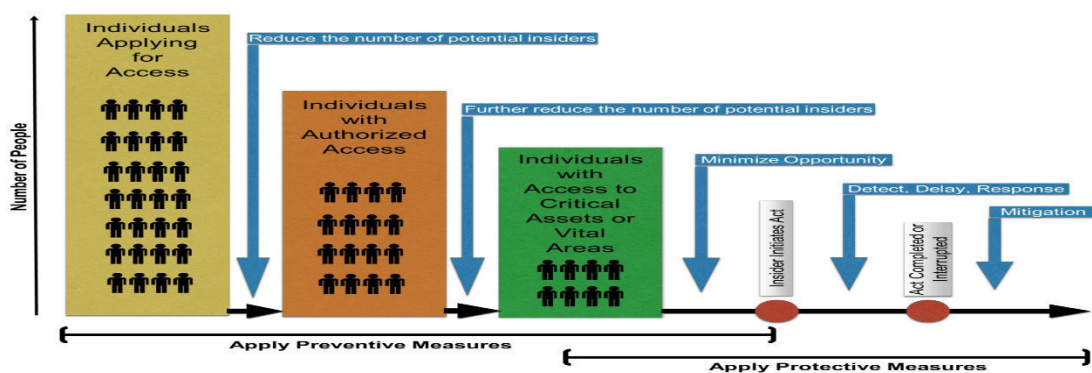 Number of People
Individuals
Applying
for
Access
Reduce the number of potential insiders
Individuals
with
Authorized
Access
Further reduce the number of potential insiders
Individuals
with
Access to
Critical
Assets or
Vital
Areas
Minimize Opportunity
Insider Initiates Act
Detect, Delay, Response
Act Completed or
Interrupted
Mitigation
Apply Preventive Measures
Apply Protective Measures